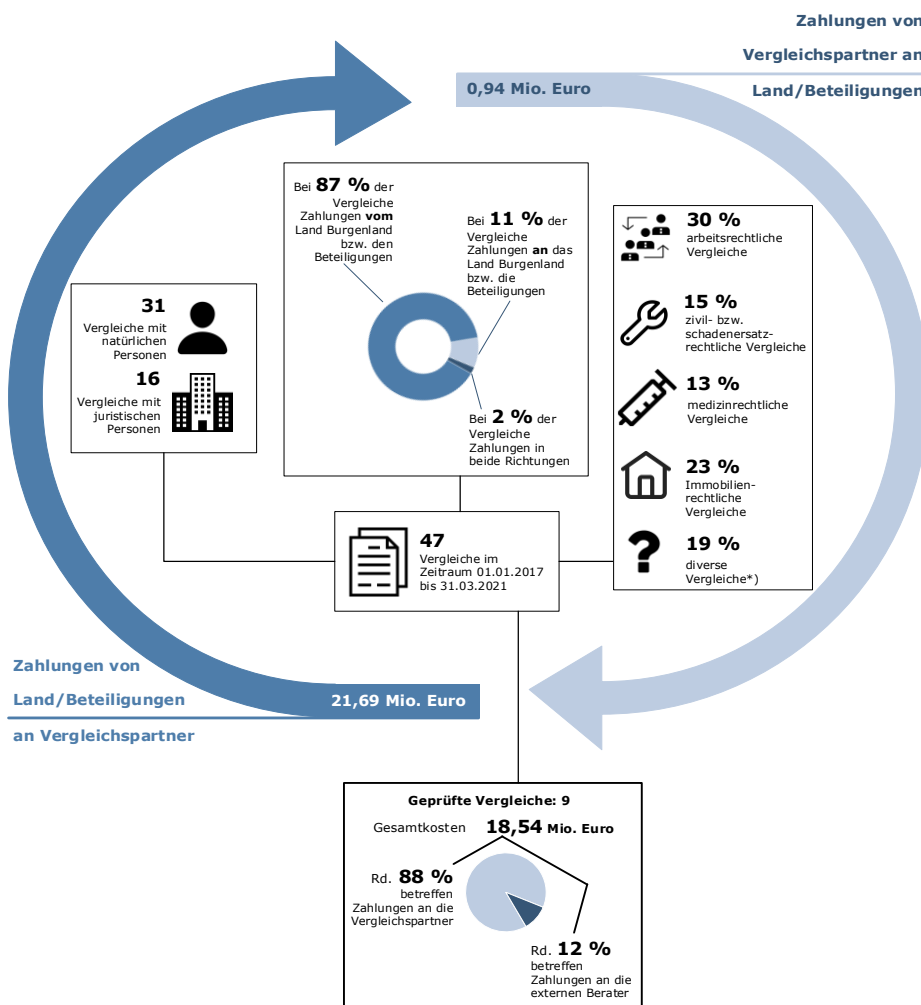 Zahlungen von
Vergleichspartner an
Land/Beteiligungen
0,94 Mio. Euro
Bei 87 % der
Vergleiche
Zahlungen vom
Land Burgenland
bzw. den
Beteiligungen
Bei 11 % der
Vergleiche
Zahlungen an das
Land Burgenland
bzw. die
Beteiligungen
Bei 2 % der
Vergleiche
Zahlungen in
beide Richtungen
31
Vergleiche mit
natürlichen
Personen
16
Vergleiche mit
juristischen
Personen
30 %
arbeitsrechtliche
Vergleiche
15 %
zivil- bzw.
schadenersatz-
rechtliche Vergleiche
13 %
medizinrechtliche
Vergleiche
23 %
Immobilien-
rechtliche
Vergleiche
19 %
diverse
Vergleiche*)
47
Vergleiche im
Zeitraum 01.01.2017
bis 31.03.2021
Zahlungen von
Land/Beteiligungen
an Vergleichspartner
21,69 Mio. Euro
Geprüfte Vergleiche: 9
Gesamtkosten 18,54 Mio. Euro
Rd. 88 %
betreffen
Zahlungen an die
Vergleichspartner
Rd. 12 %
betreffen
Zahlungen an die
externen Berater